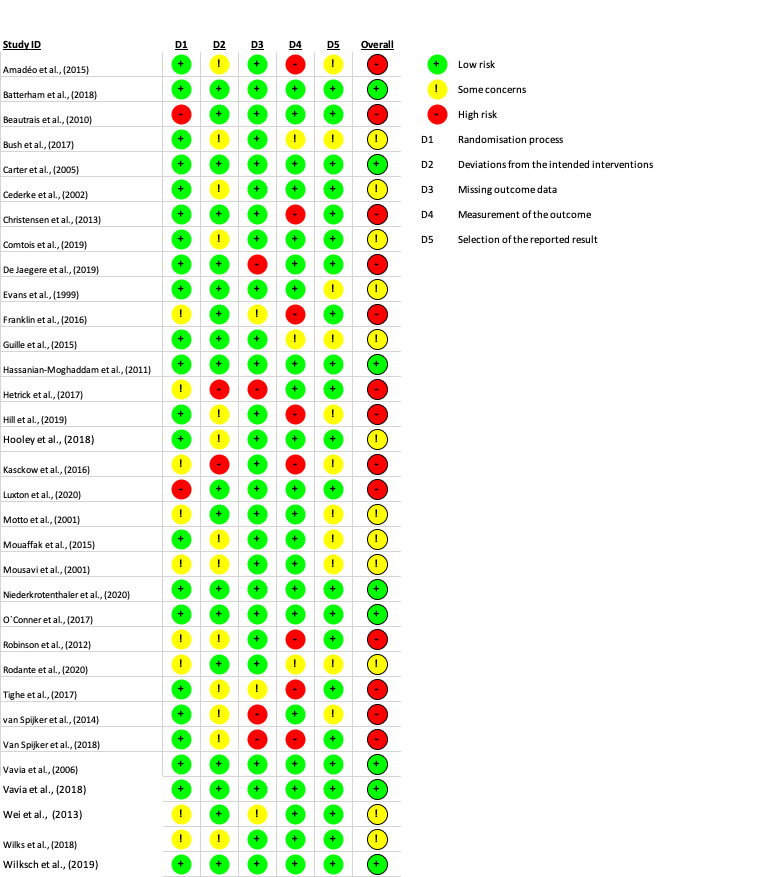 Study ID D1 D2 D3 D4 D5 Overall
Amadéo et al., (2015) + ! + - ! -
Batterham et al., (2018) + + + + + +
Beautrais et al., (2010) - + + + + -
Bush et al., (2017) + ! + ! ! !
Carter et al., (2005) + + + + + +
Cederke et al., (2002) + ! + + + !
Christensen et al., (2013) + + + - + -
Comtois et al., (2019) + ! + + + !
De Jaegere et al., (2019) + + - + + -
Evans et al., (1999) + + + + ! !
Franklin et al., (2016) ! + ! - + -
Guille et al., (2015) + + + ! ! !
Hassanian-Moghaddam et al., (2011) + + + + + +
Hetrick et al., (2017) ! - - + + -
Hill et al., (2019) + ! + - ! -
Hooley et al., (2018) + ! + + + !
Kasckow et al., (2016) ! - + - ! -
Luxton et al., (2020) - + + + + -
Motto et al., (2001) ! + + + ! !
Mouaffak et al., (2015) + ! + + ! !
Mousavi et al., (2001) ! ! + + ! !
Niederkrotenthaler et al., (2020) + + + + + +
O`Conner et al., (2017) + + + + + +
Robinson et al., (2012) ! ! + - + -
Rodante et al., (2020) ! + + ! ! !
Tighe et al., (2017) + ! ! - + -
van Spijker et al., (2014) + ! - + ! -
Van Spijker et al., (2018) + ! - - + -
Vavia et al., (2006) + + + + + +
Vavia et al., (2018) + + + + + +
Wei et al., (2013) ! + ! + + !
Wilks et al., (2018) ! ! + + + !
Wilksch et al., (2019) + + + + + +
+ Low risk
! Some concerns
- High risk
D1 Randomisation process
D2 Deviations from the intended interventions
D3 Missing outcome data
D4 Measurement of the outcome
D5 Selection of the reported result